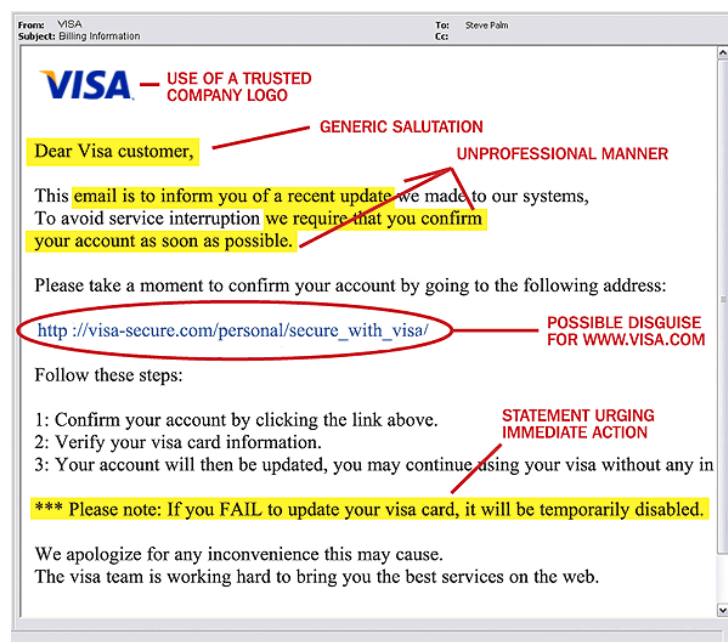 From: VISA To: Steve Palm
Subject: Billing Information Cc:
VISA
USE OF A TRUSTED
COMPANY LOGO
GENERIC SALUTATION
Dear Visa customer,
UNPROFESSIONAL MANNER
This email is to inform you of a recent update we made to our systems,
To avoid service interruption we require that you confirm
your account as soon as possible.
Please take a moment to confirm your account by going to the following address:
http ://visa-secure.com/personal/secure_with_visa/
POSSIBLE DISGUISE
FOR WWW.VISA.COM
Follow these steps:
1: Confirm your account by clicking the link above.
2: Verify your visa card information.
STATEMENT URGING
IMMEDIATE ACTION
3: Your account will then be updated, you may continue using your visa without any in
*** Please note: If you FAIL to update your visa card, it will be temporarily disabled.
We apologize for any inconvenience this may cause.
The visa team is working hard to bring you the best services on the web.